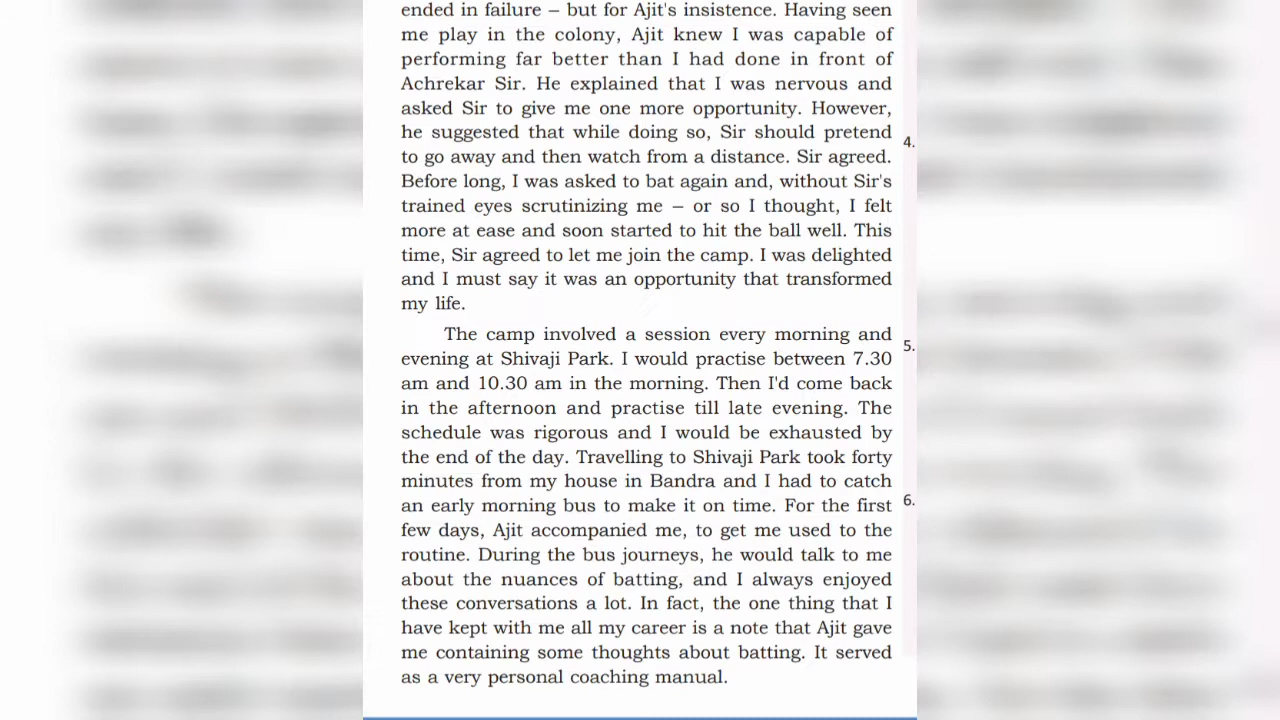 ended in failure – but for Ajit's insistence. Having seen
me play in the colony, Ajit knew I was capable of
performing far better than I had done in front of
Achrekar Sir. He explained that I was nervous and
asked Sir to give me one more opportunity. However,
he suggested that while doing so, Sir should pretend
to go away and then watch from a distance. Sir agreed.
Before long, I was asked to bat again and, without Sir's
trained eyes scrutinizing me – or so I thought, I felt
more at ease and soon started to hit the ball well. This
time, Sir agreed to let me join the camp. I was delighted
and I must say it was an opportunity that transformed
my life.
The camp involved a session every morning and
evening at Shivaji Park. I would practise between 7.30
am and 10.30 am in the morning. Then I'd come back
in the afternoon and practise till late evening. The
schedule was rigorous and I would be exhausted by
the end of the day. Travelling to Shivaji Park took forty
minutes from my house in Bandra and I had to catch
an early morning bus to make it on time. For the first
few days, Ajit accompanied me, to get me used to the
routine. During the bus journeys, he would talk to me
about the nuances of batting, and I always enjoyed
these conversations a lot. In fact, the one thing that I
have kept with me all my career is a note that Ajit gave
me containing some thoughts about batting. It served
as a very personal coaching manual.
4.
5.
6.